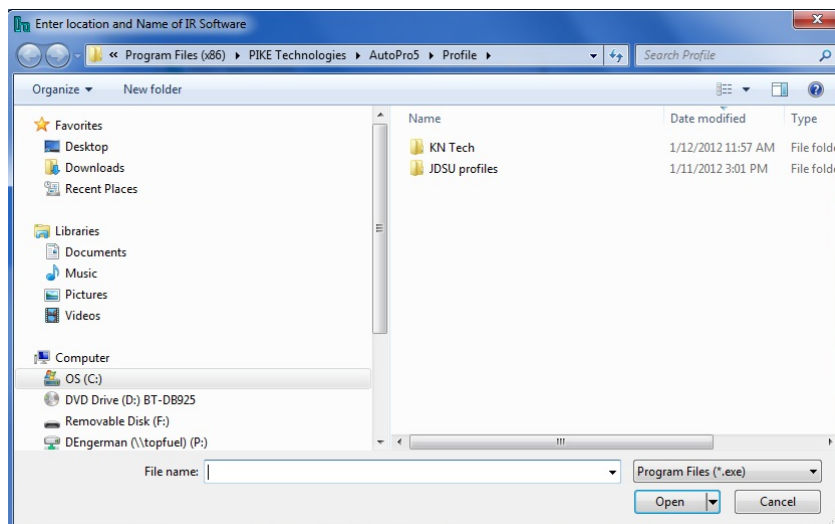 Enter location and Name of IR Software
« Program Files (x86) ▸ PIKE Technologies ▸ AutoPro5 ▸ Profile ▸ Search Profile
Organize New folder
Name Date modified Type
Favorites
Desktop
Downloads
Recent Places
Libraries
Documents
Music
Pictures
Videos
Computer
OS (C:)
DVD Drive (D:) BT-DB925
Removable Disk (F:)
DEngerman (\\topfuel) (P:)
KN Tech 1/12/2012 11:57 AM File folde
JDSU profiles 1/11/2012 3:01 PM File folde
File name: Program Files (*.exe)
Open Cancel